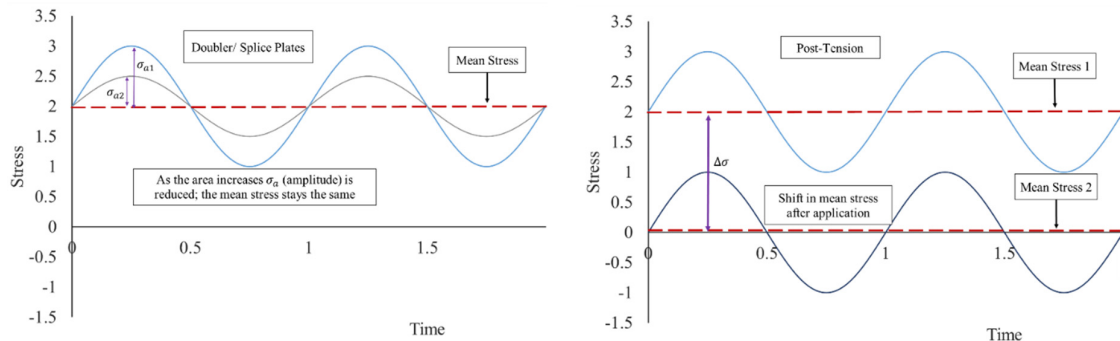 3.5
3
2.5
2
1.5
1
0.5
0
-0.5
-1
-1.5
Stress
Doubler/ Splice Plates
Mean Stress
σa1
σa2
As the area increases σa (amplitude) is
reduced; the mean stress stays the same
0 0.5 1 1.5
Time
3.5
3
2.5
2
1.5
1
0.5
0
-0.5
-1
-1.5
Stress
Post-Tension
Mean Stress 1
Δσ
Mean Stress 2
Shift in mean stress
after application
0 0.5 1 1.5
Time